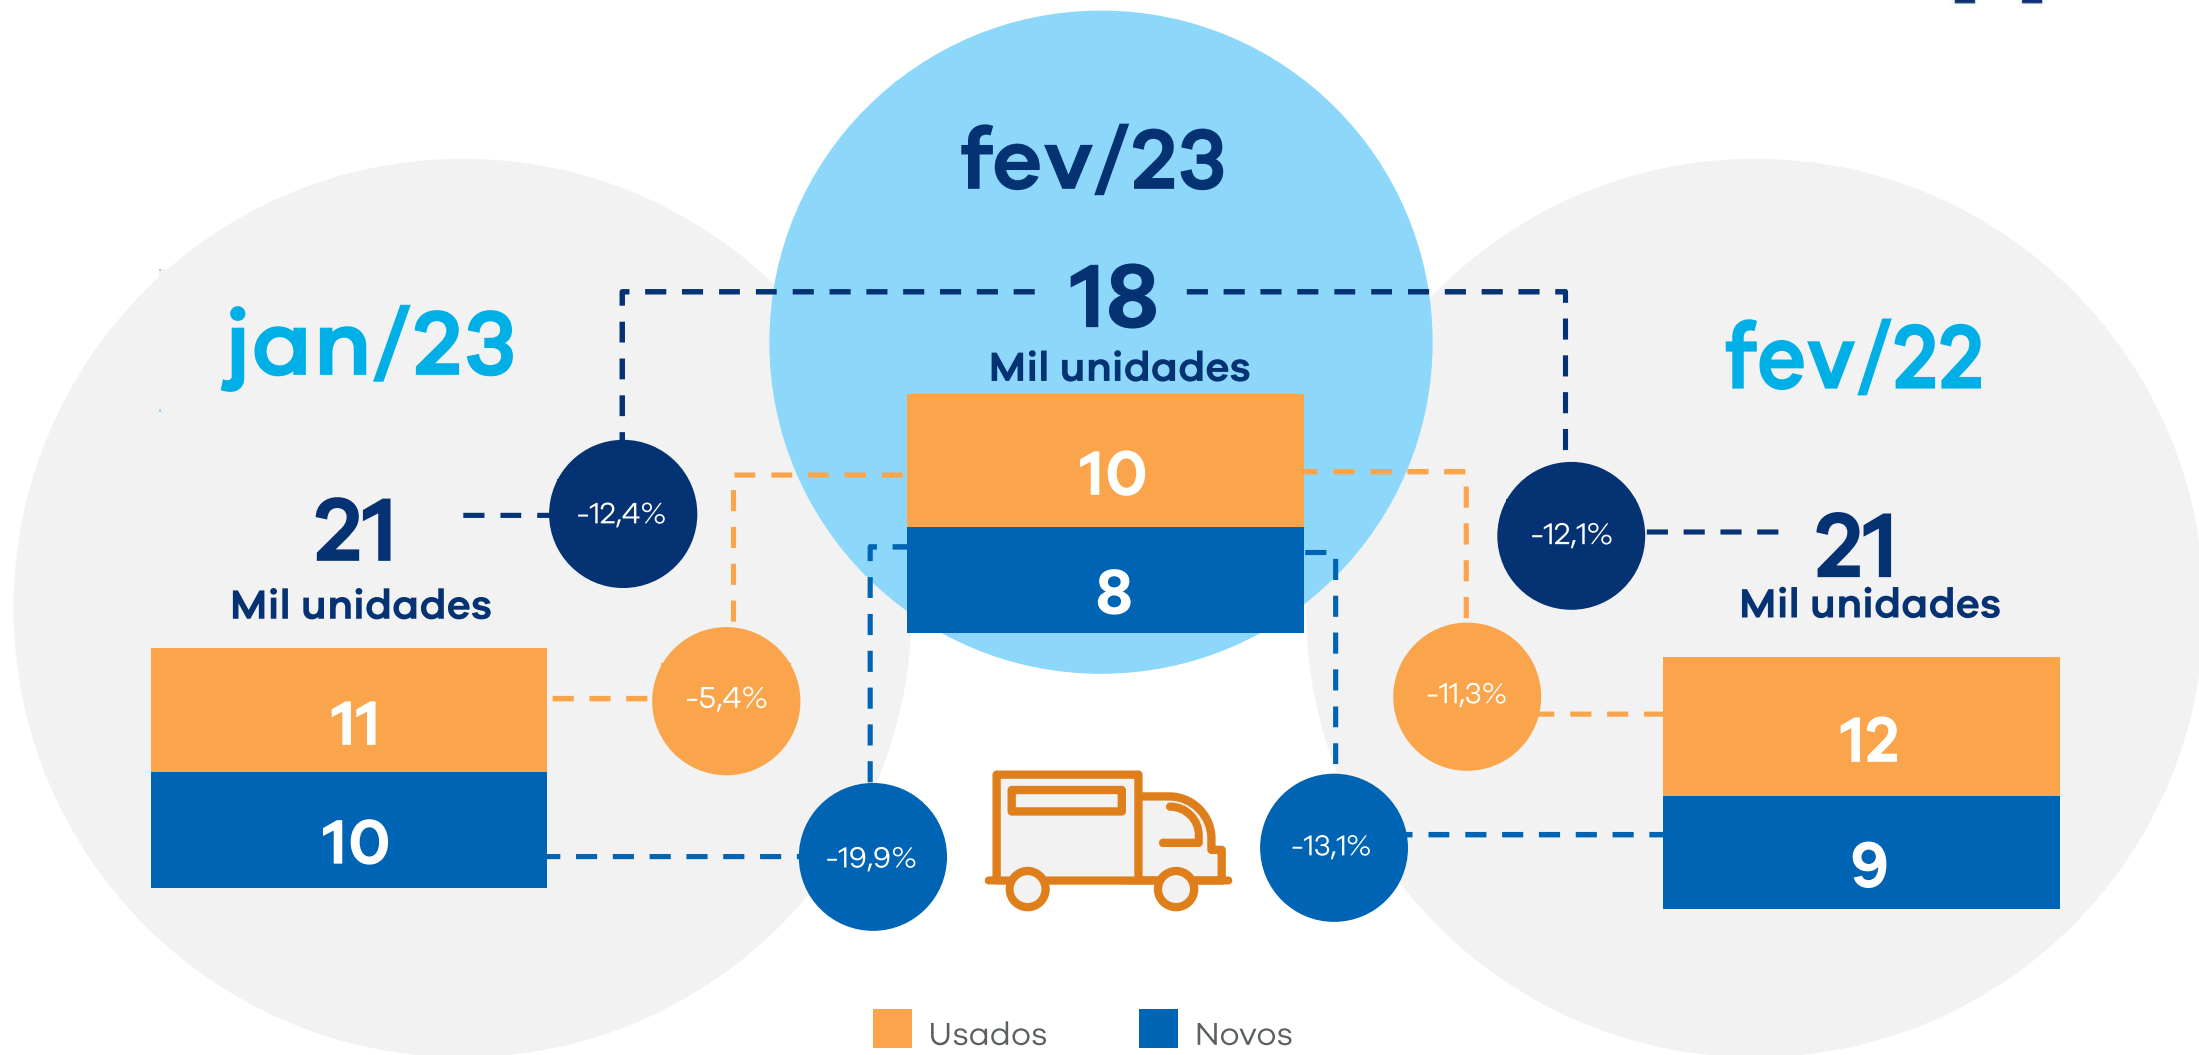 fev/23
18
Mil unidades
10
8
jan/23
21
Mil unidades
11
10
-12,4%
-5,4%
-19,9%
fev/22
21
Mil unidades
12
9
-12,1%
-11,3%
-13,1%
Usados
Novos